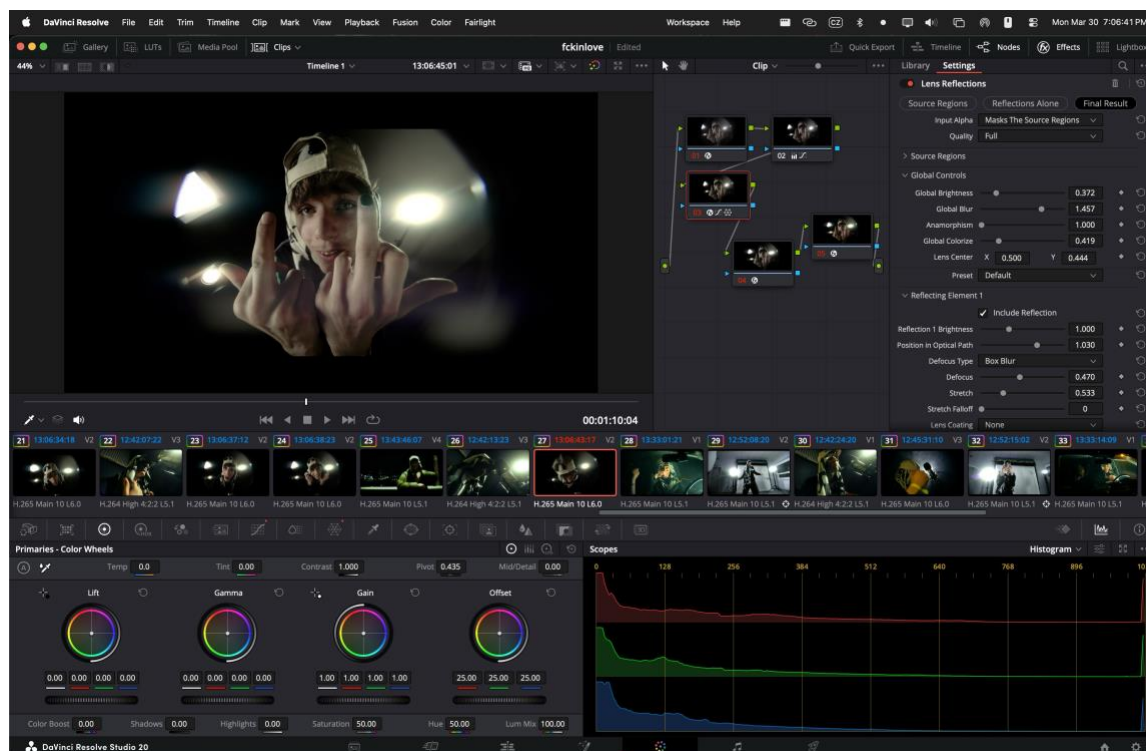 DaVinci Resolve File Edit Trim Timeline Clip Mark View Playback Fusion Color Fairlight Workspace Help CZ Mon Mar 30 7:06:41 PM
Gallery LUTs Media Pool Clips fckinlove Edited Quick Export Timeline Nodes Effects Lightbox
44% Timeline 1 13:06:45:01 Clip Library Settings
Lens Reflections
Source Regions Reflections Alone Final Result
Input Alpha Masks The Source Regions
Quality Full
Source Regions
Global Controls
Global Brightness 0.372
Global Blur 1.457
Anamorphism 1.000
Global Colorize 0.419
Lens Center X 0.500 Y 0.444
Preset Default
Reflecting Element 1
Include Reflection
Reflection 1 Brightness 1.000
Position in Optical Path 1.030
Defocus Type Box Blur
Defocus 0.470
Stretch 0.533
Stretch Falloff 0
Lens Coating None
01 02
03
04 05
00:01:10:04
21 13:06:34:18 V2 22 12:42:07:22 V3 23 13:06:37:12 V2 24 13:06:38:23 V2 25 13:43:46:07 V4 26 12:42:13:23 V3 27 13:06:43:17 V2 28 13:33:01:21 V1 29 12:52:08:20 V2 30 12:42:24:20 V1 31 12:45:31:10 V3 32 12:52:15:02 V2 33 13:33:14:09 V1
H.265 Main 10 L6.0 H.264 High 4:2:2 L5.1 H.265 Main 10 L6.0 H.265 Main 10 L6.0 H.265 Main 10 L5.1 H.264 High 4:2:2 L5.1 H.265 Main 10 L6.0 H.265 Main 10 L5.1 H.265 Main 10 L5.1 H.264 High 4:2:2 L5.1 H.265 Main 10 L5.1 H.265 Main 10 L5.1 H.265 Main 10 L5.1
Primaries - Color Wheels Scopes Histogram
Temp 0.0 Tint 0.00 Contrast 1.000 Pivot 0.435 Mid/Detail 0.00
0 128 256 384 512 640 768 896
Lift Gamma Gain Offset
0.00 0.00 0.00 0.00 0.00 0.00 0.00 0.00 1.00 1.00 1.00 1.00 25.00 25.00 25.00
Color Boost 0.00 Shadows 0.00 Highlights 0.00 Saturation 50.00 Hue 50.00 Lum Mix 100.00
DaVinci Resolve Studio 20